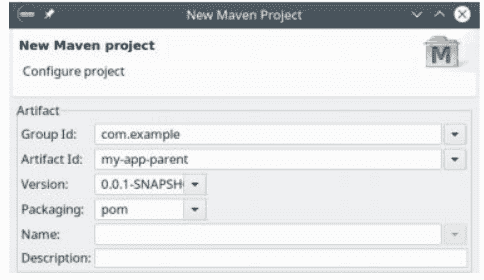 New Maven Project
New Maven project
Configure project
M
Artifact
Group Id: com.example
Artifact Id: my-app-parent
Version: 0.0.1-SNAPSH
Packaging: pom
Name:
Description: